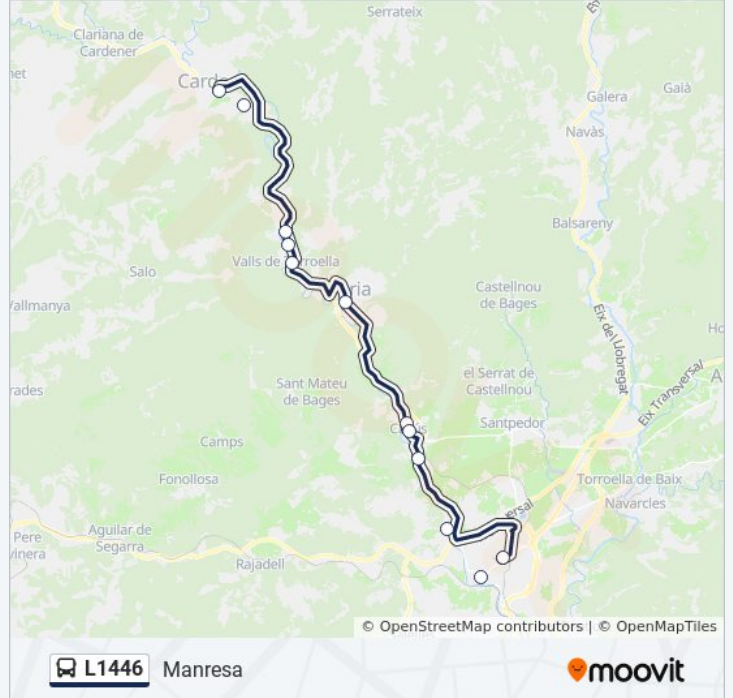 Serrateix
Clariana de
Cardener
Galera
Gaià
Navàs
Balsareny
Valls de
Salo
Castellnou
de Bages
Eix del Llobregat
Eix Transversal
el Serrat de
Castellnou
Sant Mateu
de Bages
Santpedor
Camps
Fonollosa
Torroella de Baix
Navarcles
Aguilar de
Segarra
Rajadell
© OpenStreetMap contributors | © OpenMapTiles
L1446 Manresa
moovit